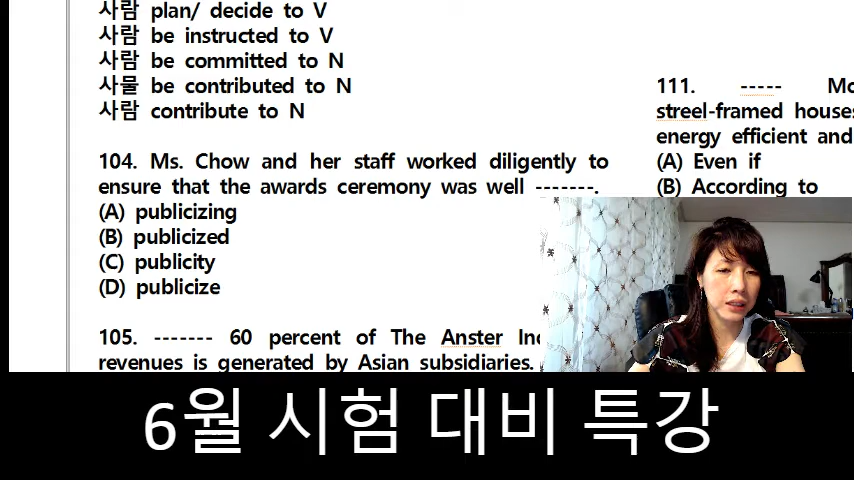 사람 plan/ decide to V
사람 be instructed to V
사람 be committed to N
사물 be contributed to N
사람 contribute to N
104. Ms. Chow and her staff worked diligently to
ensure that the awards ceremony was well -------.
(A) publicizing
(B) publicized
(C) publicity
(D) publicize
105. ------- 60 percent of The Anster
revenues is generated by Asian subsidiaries.
111. -----
streel-framed houses
energy efficient and
(A) Even if
(B) According to
6월 시험 대비 특강